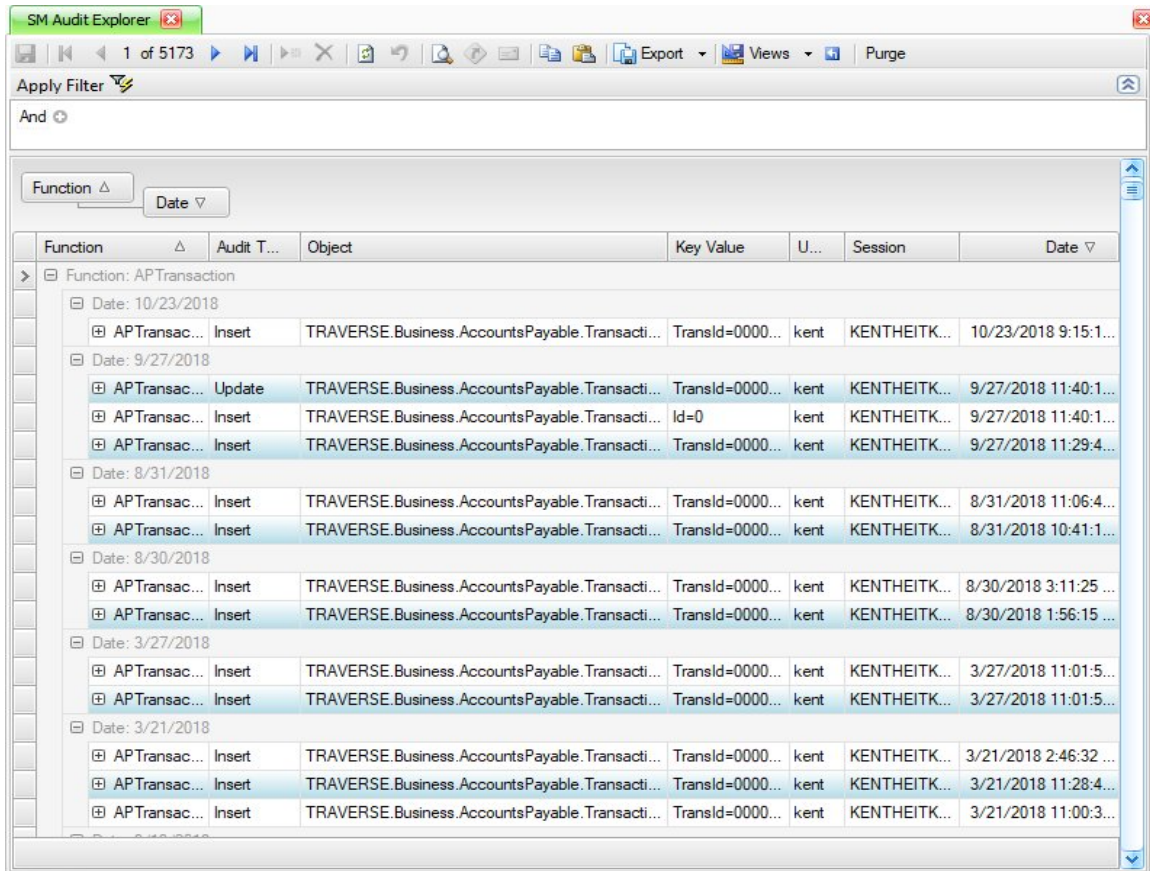 SM Audit Explorer
1 of 5173 Export Views Purge
Apply Filter
And
Function
Date
Function Audit T... Object Key Value U... Session Date
Function: APTransaction
Date: 10/23/2018
APTransac... Insert TRAVERSE.Business.AccountsPayable.Transacti... TransId=0000... kent KENTHEITK... 10/23/2018 9:15:1...
Date: 9/27/2018
APTransac... Update TRAVERSE.Business.AccountsPayable.Transacti... TransId=0000... kent KENTHEITK... 9/27/2018 11:40:1...
APTransac... Insert TRAVERSE.Business.AccountsPayable.Transacti... Id=0 kent KENTHEITK... 9/27/2018 11:40:1...
APTransac... Insert TRAVERSE.Business.AccountsPayable.Transacti... TransId=0000... kent KENTHEITK... 9/27/2018 11:29:4...
Date: 8/31/2018
APTransac... Insert TRAVERSE.Business.AccountsPayable.Transacti... TransId=0000... kent KENTHEITK... 8/31/2018 11:06:4...
APTransac... Insert TRAVERSE.Business.AccountsPayable.Transacti... TransId=0000... kent KENTHEITK... 8/31/2018 10:41:1...
Date: 8/30/2018
APTransac... Insert TRAVERSE.Business.AccountsPayable.Transacti... TransId=0000... kent KENTHEITK... 8/30/2018 3:11:25 ...
APTransac... Insert TRAVERSE.Business.AccountsPayable.Transacti... TransId=0000... kent KENTHEITK... 8/30/2018 1:56:15 ...
Date: 3/27/2018
APTransac... Insert TRAVERSE.Business.AccountsPayable.Transacti... TransId=0000... kent KENTHEITK... 3/27/2018 11:01:5...
APTransac... Insert TRAVERSE.Business.AccountsPayable.Transacti... TransId=0000... kent KENTHEITK... 3/27/2018 11:01:5...
Date: 3/21/2018
APTransac... Insert TRAVERSE.Business.AccountsPayable.Transacti... TransId=0000... kent KENTHEITK... 3/21/2018 2:46:32 ...
APTransac... Insert TRAVERSE.Business.AccountsPayable.Transacti... TransId=0000... kent KENTHEITK... 3/21/2018 11:28:4...
APTransac... Insert TRAVERSE.Business.AccountsPayable.Transacti... TransId=0000... kent KENTHEITK... 3/21/2018 11:00:3...